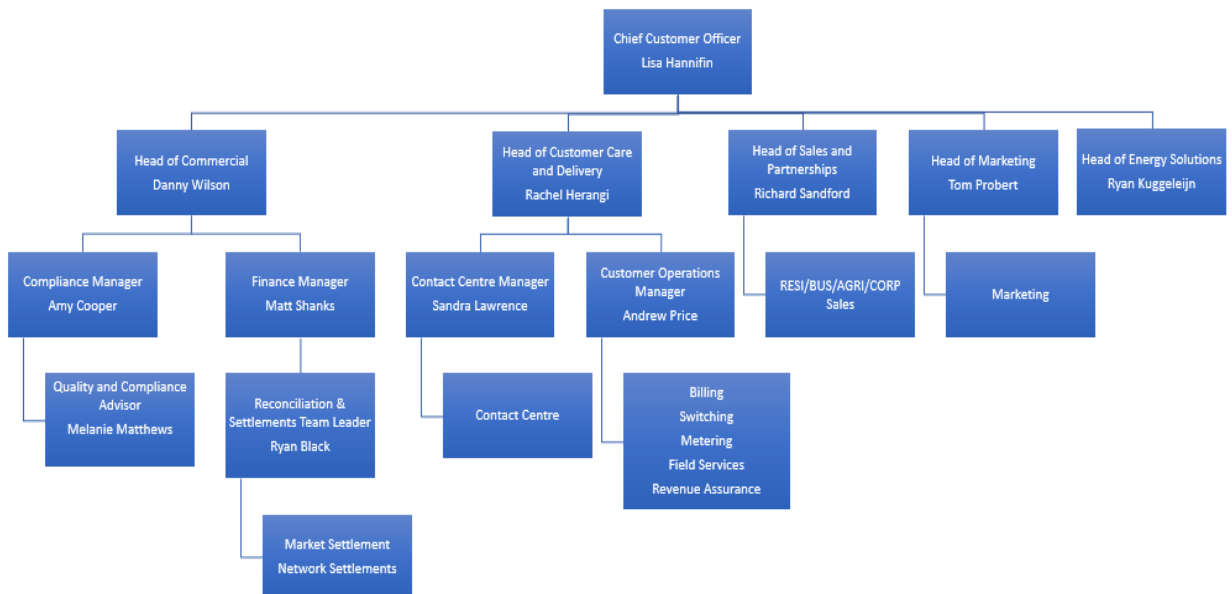 Chief Customer Officer
Lisa Hannifin
Head of Commercial
Danny Wilson
Head of Customer Care
and Delivery
Rachel Herangi
Head of Sales and
Partnerships
Richard Sandford
Head of Marketing
Tom Probert
Head of Energy Solutions
Ryan Kuggeleijn
Compliance Manager
Amy Cooper
Finance Manager
Matt Shanks
Contact Centre Manager
Sandra Lawrence
Customer Operations
Manager
Andrew Price
RESI/BUS/AGRI/CORP
Sales
Marketing
Quality and Compliance
Advisor
Melanie Matthews
Reconciliation &
Settlements Team Leader
Ryan Black
Contact Centre
Billing
Switching
Metering
Field Services
Revenue Assurance
Market Settlement
Network Settlements